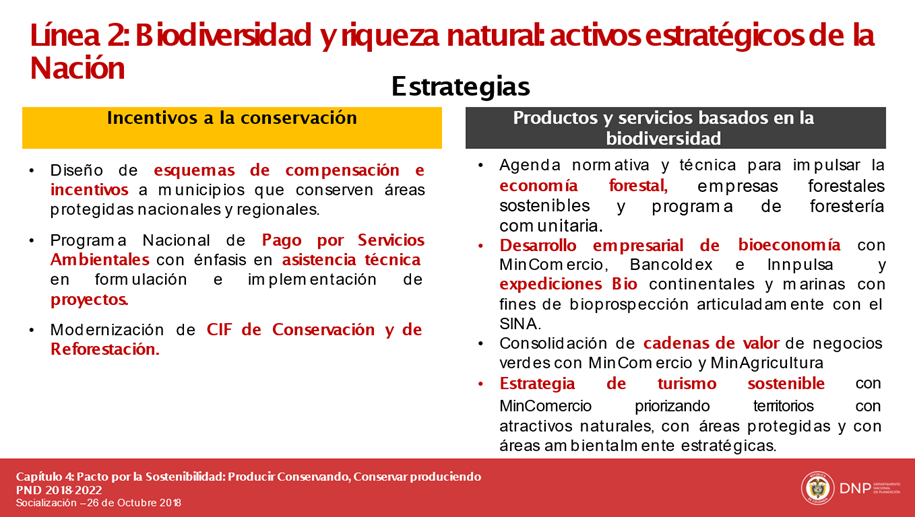 Línea 2: Biodiversidad y riqueza natural: activos estratégicos de la
Nación
Estrategias
Incentivos a la conservación
• Diseño de esquemas de compensación e
incentivos a municipios que conserven áreas
protegidas nacionales y regionales.
• Programa Nacional de Pago por Servicios
Ambientales con énfasis en asistencia técnica
en formulación e implementación de
proyectos.
• Modernización de CIF de Conservación y de
Reforestación.
Productos y servicios basados en la
biodiversidad
• Agenda normativa y técnica para impulsar la
economía forestal, empresas forestales
sostenibles y programa de forestería
comunitaria.
• Desarrollo empresarial de bioeconomía con
MinComercio, Bancoldex e Innpulsa y
expediciones Bio continentales y marinas con
fines de bioprospección articuladamente con el
SINA.
• Consolidación de cadenas de valor de negocios
verdes con MinComercio y MinAgricultura
• Estrategia de turismo sostenible con
MinComercio priorizando territorios con
atractivos naturales, con áreas protegidas y con
áreas ambientalmente estratégicas.
Capítulo 4: Pacto por la Sostenibilidad: Producir Conservando, Conservar produciendo
PND 2018-2022
Socialización – 26 de Octubre 2018
DNP
DEPARTAMENTO
NACIONAL
DE PLANEACIÓN